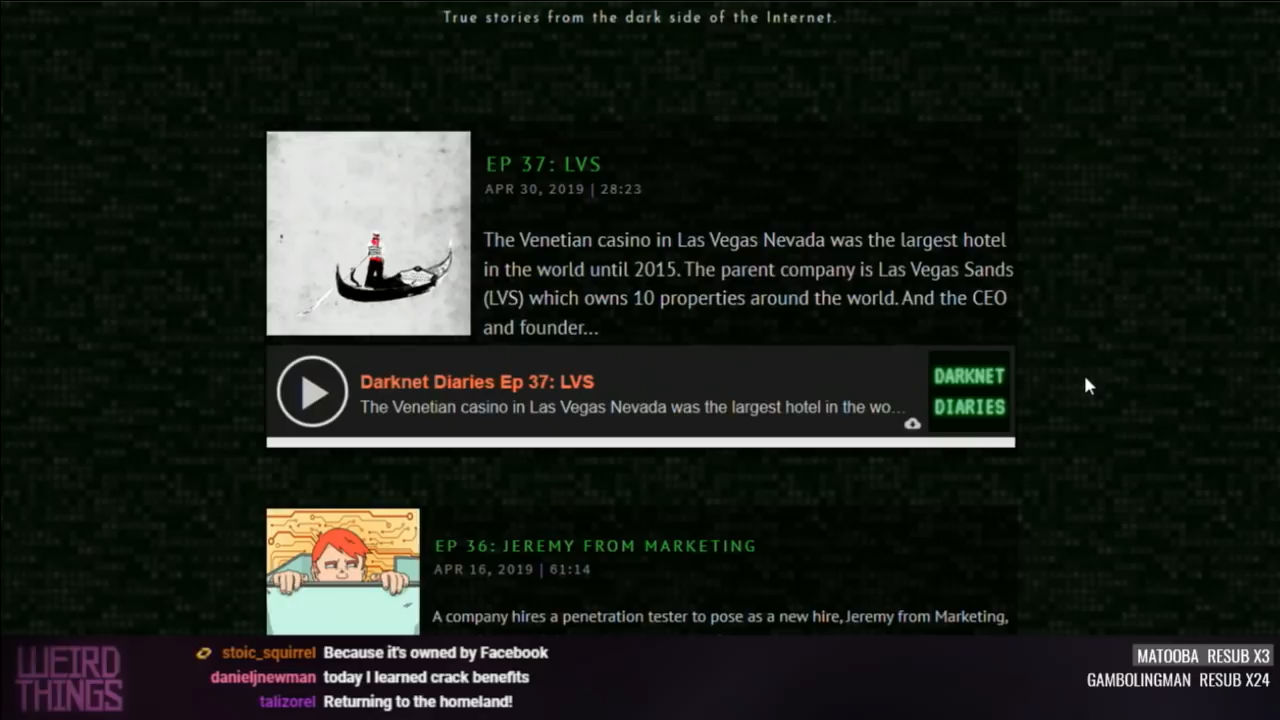 True stories from the dark side of the Internet.
EP 37: LVS
APR 30, 2019 | 28:23
The Venetian casino in Las Vegas Nevada was the largest hotel
in the world until 2015. The parent company is Las Vegas Sands
(LVS) which owns 10 properties around the world. And the CEO
and founder...
Darknet Diaries Ep 37: LVS
The Venetian casino in Las Vegas Nevada was the largest hotel in the wo...
DARKNET
DIARIES
EP 36: JEREMY FROM MARKETING
APR 16, 2019 | 61:14
A company hires a penetration tester to pose as a new hire, Jeremy from Marketing,
WEIRD
THINGS
stoic_squirrel Because it's owned by Facebook
danieljnewman today I learned crack benefits
talizorel Returning to the homeland!
MATOOBA RESUB X3
GAMBOLINGMAN RESUB X24